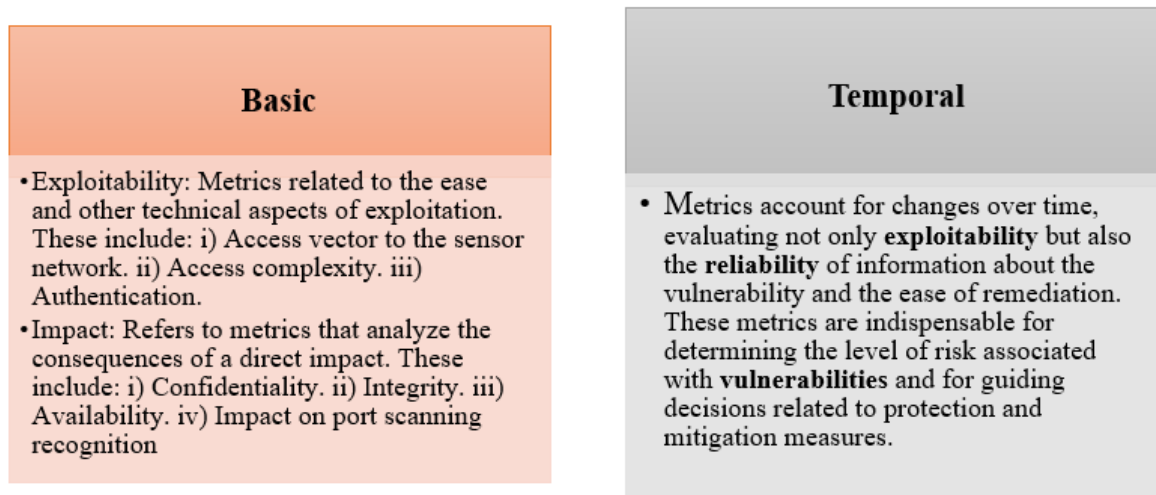 Basic
•Exploitability: Metrics related to the ease
and other technical aspects of exploitation.
These include: i) Access vector to the sensor
network. ii) Access complexity. iii)
Authentication.
•Impact: Refers to metrics that analyze the
consequences of a direct impact. These
include: i) Confidentiality. ii) Integrity. iii)
Availability. iv) Impact on port scanning
recognition
Temporal
• Metrics account for changes over time,
evaluating not only exploitability but also
the reliability of information about the
vulnerability and the ease of remediation.
These metrics are indispensable for
determining the level of risk associated
with vulnerabilities and for guiding
decisions related to protection and
mitigation measures.